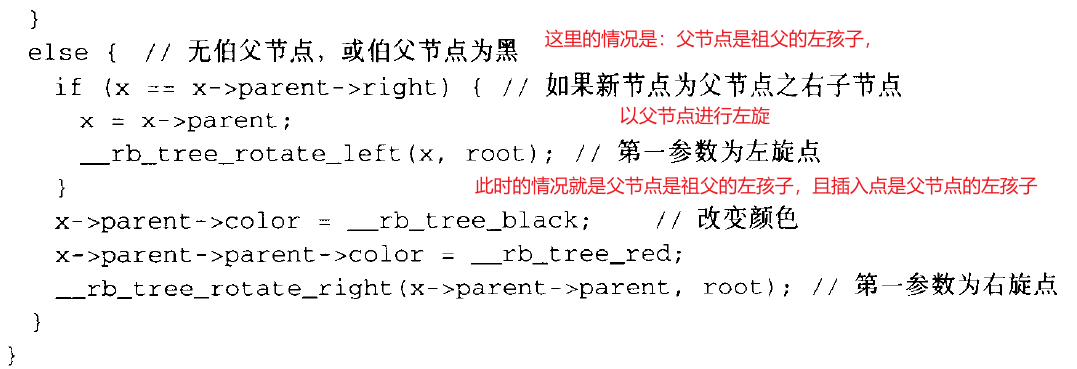 }
else { // 无伯父节点，或伯父节点为黑 这里的情况是：父节点是祖父的左孩子，
if (x == x->parent->right) { // 如果新节点为父节点之右子节点
x = x->parent; 以父节点进行左旋
__rb_tree_rotate_left(x, root); // 第一参数为左旋点
} 此时的情况就是父节点是祖父的左孩子，且插入点是父节点的左孩子
x->parent->color = __rb_tree_black; // 改变颜色
x->parent->parent->color = __rb_tree_red;
__rb_tree_rotate_right(x->parent->parent, root); // 第一参数为右旋点
}
}